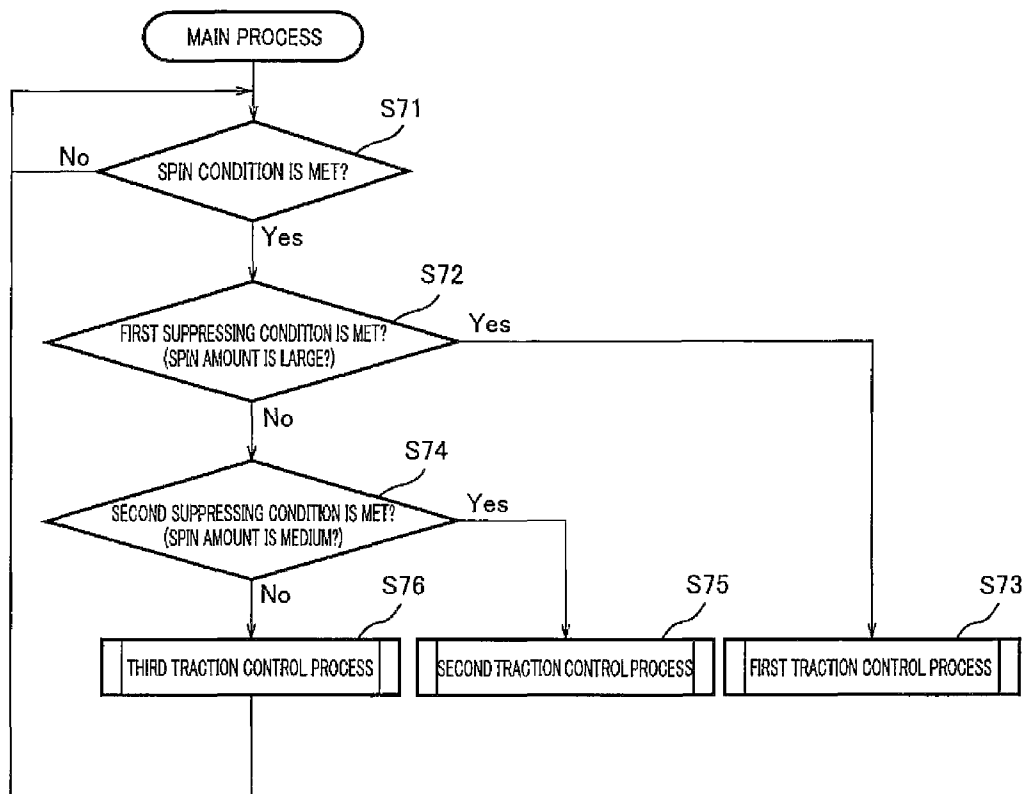 MAIN PROCESS
S71
No
SPIN CONDITION IS MET?
Yes
S72
FIRST SUPPRESSING CONDITION IS MET?
(SPIN AMOUNT IS LARGE?)
Yes
No
S74
SECOND SUPPRESSING CONDITION IS MET?
(SPIN AMOUNT IS MEDIUM?)
Yes
No
S76
S75
S73
THIRD TRACTION CONTROL PROCESS
SECOND TRACTION CONTROL PROCESS
FIRST TRACTION CONTROL PROCESS